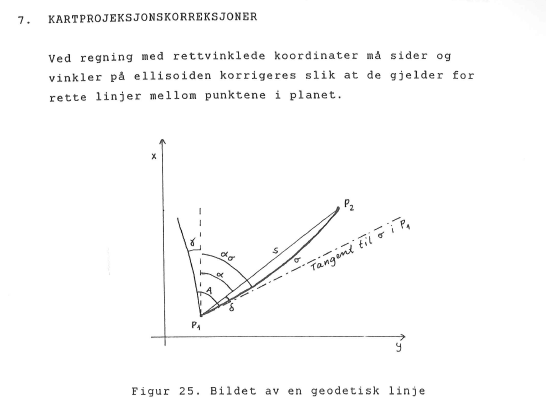 7. KARTPROJEKSJONSKORREKSJONER
Ved regning med rettvinklede koordinater må sider og
vinkler på ellisoiden korrigeres slik at de gjelder for
rette linjer mellom punktene i planet.
x
P2
γ
ασ
s
σ
Tangent til σ i P1
α
A
δ
P1
y
Figur 25. Bildet av en geodetisk linje